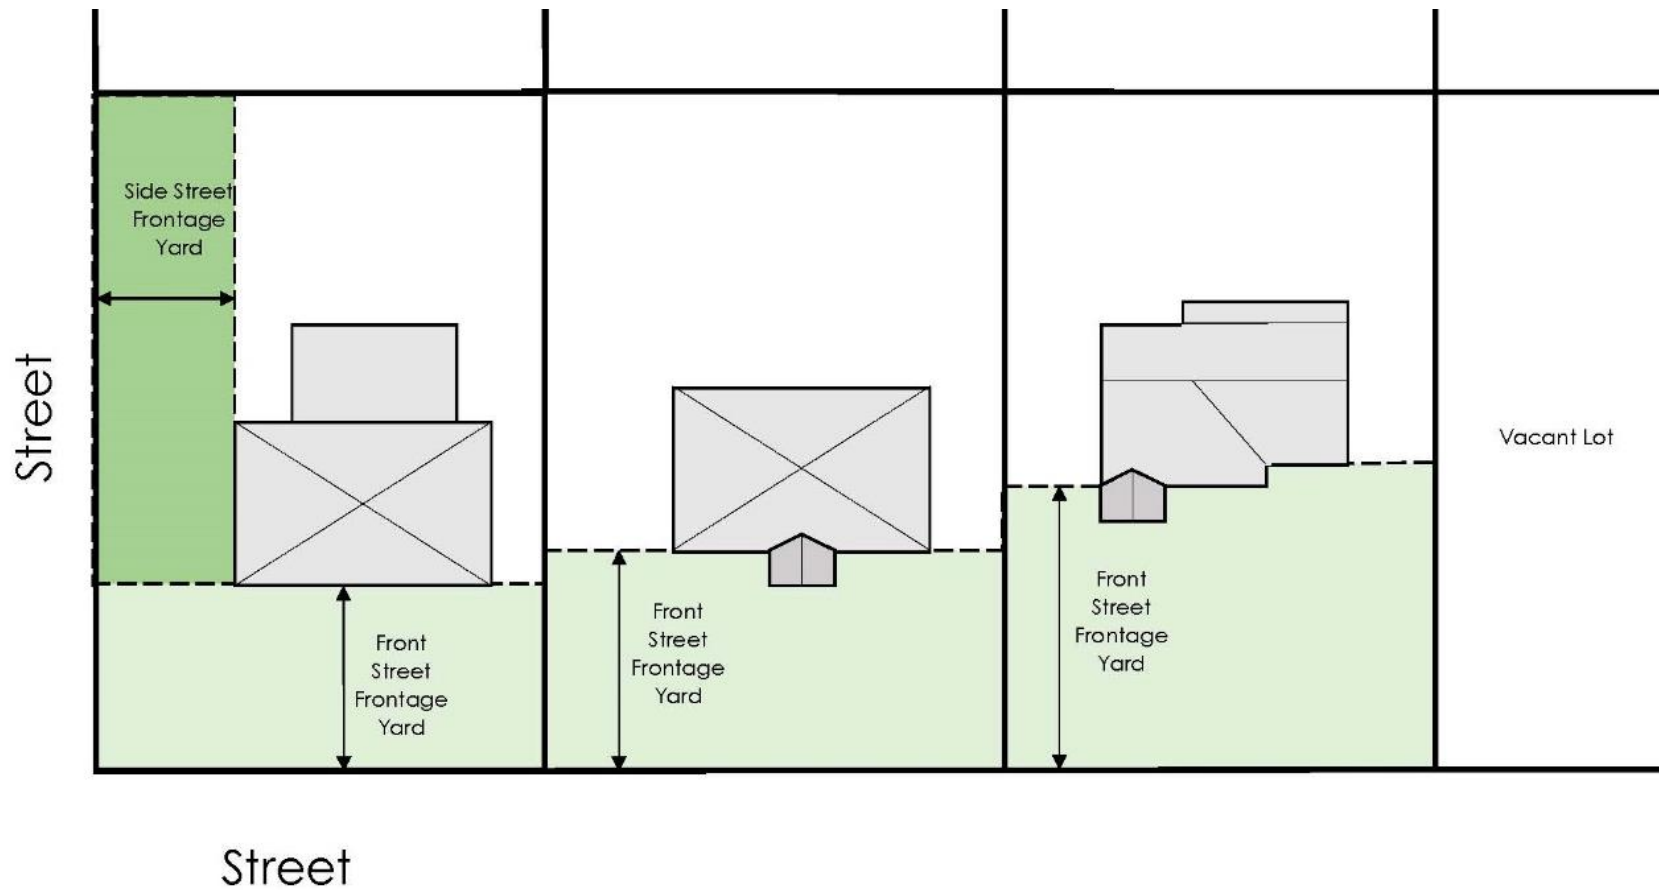 Side Street
Frontage
Yard
Street
Vacant Lot
Front
Street
Frontage
Yard
Front
Street
Frontage
Yard
Front
Street
Frontage
Yard
Street